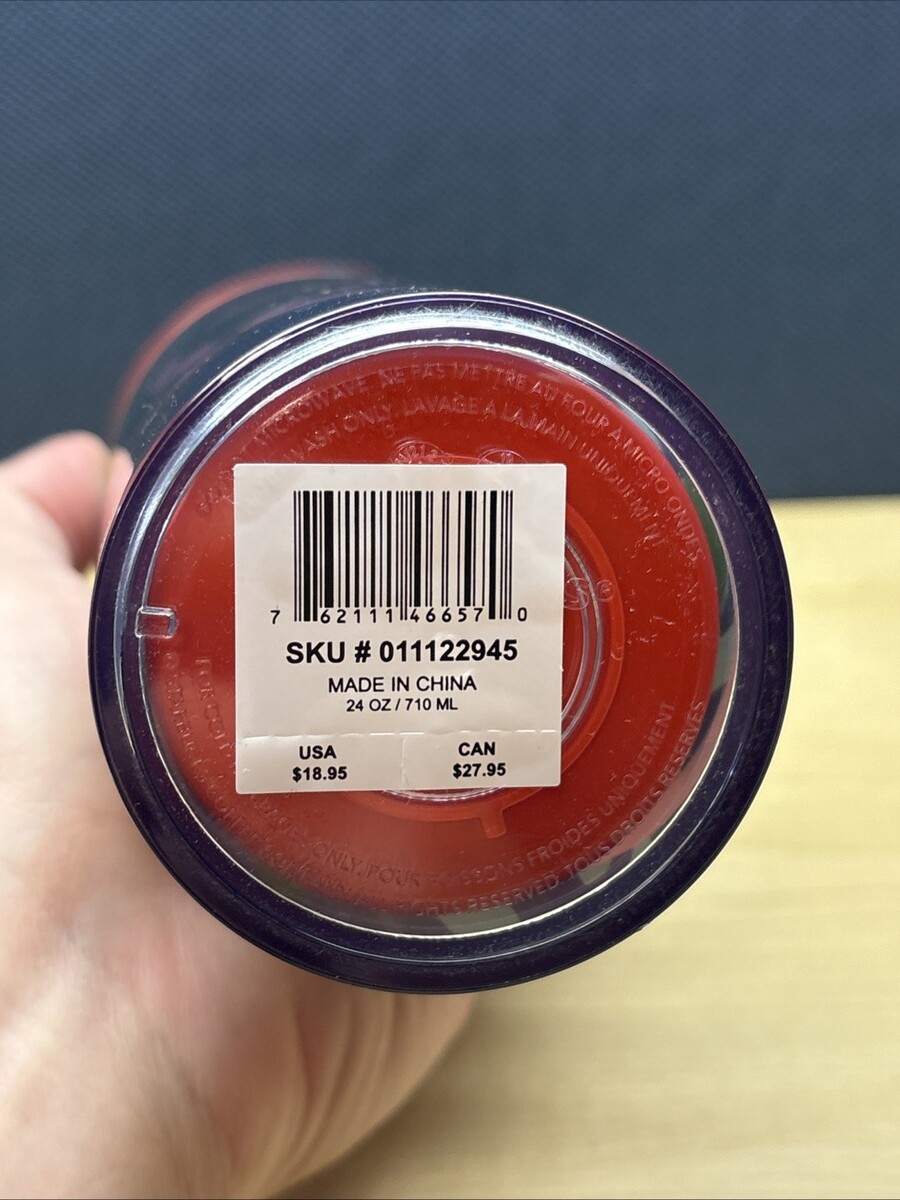 MICROWAVE. NE PAS METTRE AU FOUR A MICRO ONDES.
WASH ONLY. LAVAGE A LA MAIN UNIQUEMENT
7 62111 46657 0
SKU # 011122945
MADE IN CHINA
24 OZ / 710 ML
USA CAN
$18.95 $27.95
ONLY. POUR BOISSONS FROIDES UNIQUEMENT
RIGHTS RESERVED. TOUS DROITS RESERVES